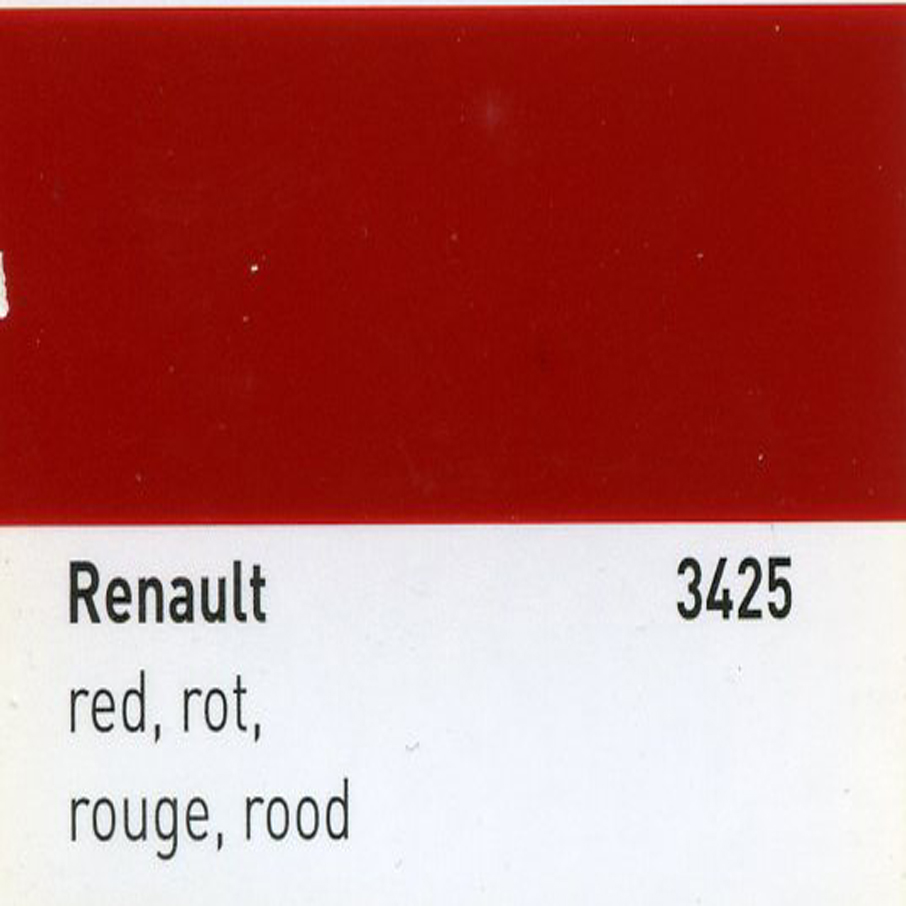 Renault 3425
red, rot,
rouge, rood